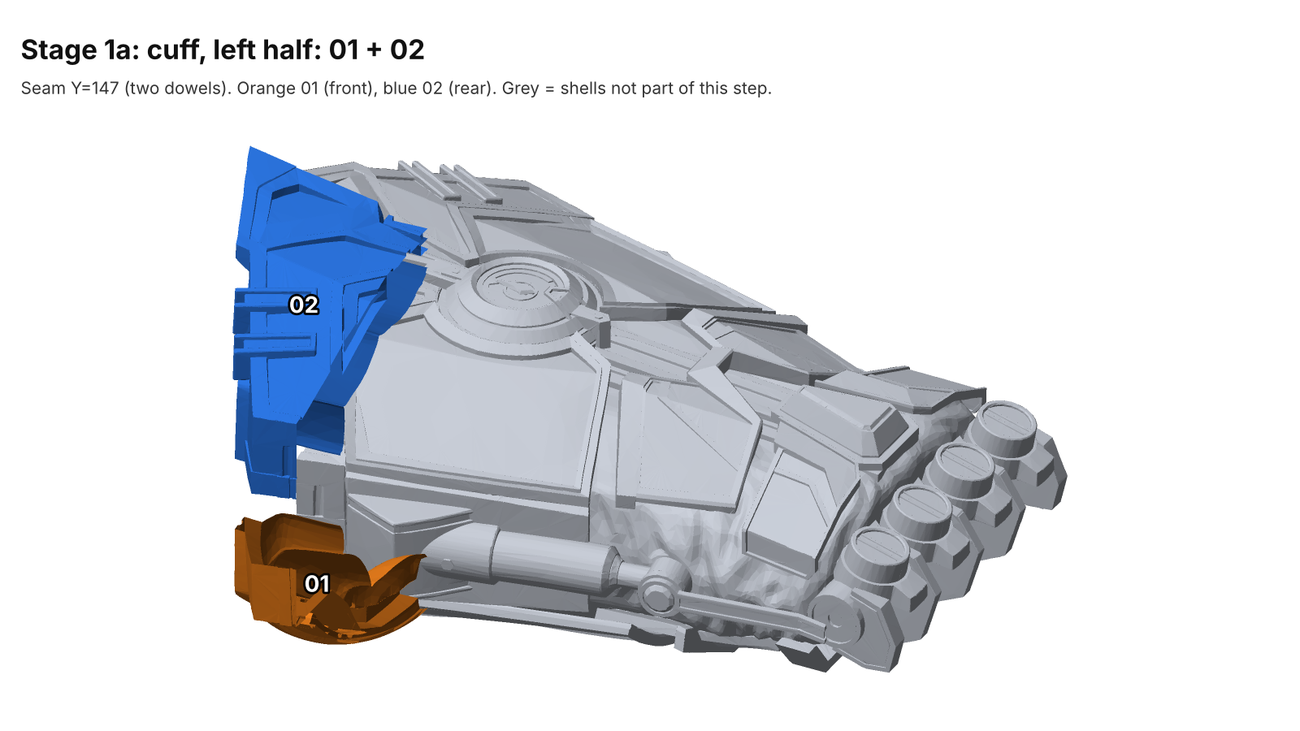 Stage 1a: cuff, left half: 01 + 02
Seam Y=147 (two dowels). Orange 01 (front), blue 02 (rear). Grey = shells not part of this step.
02
01